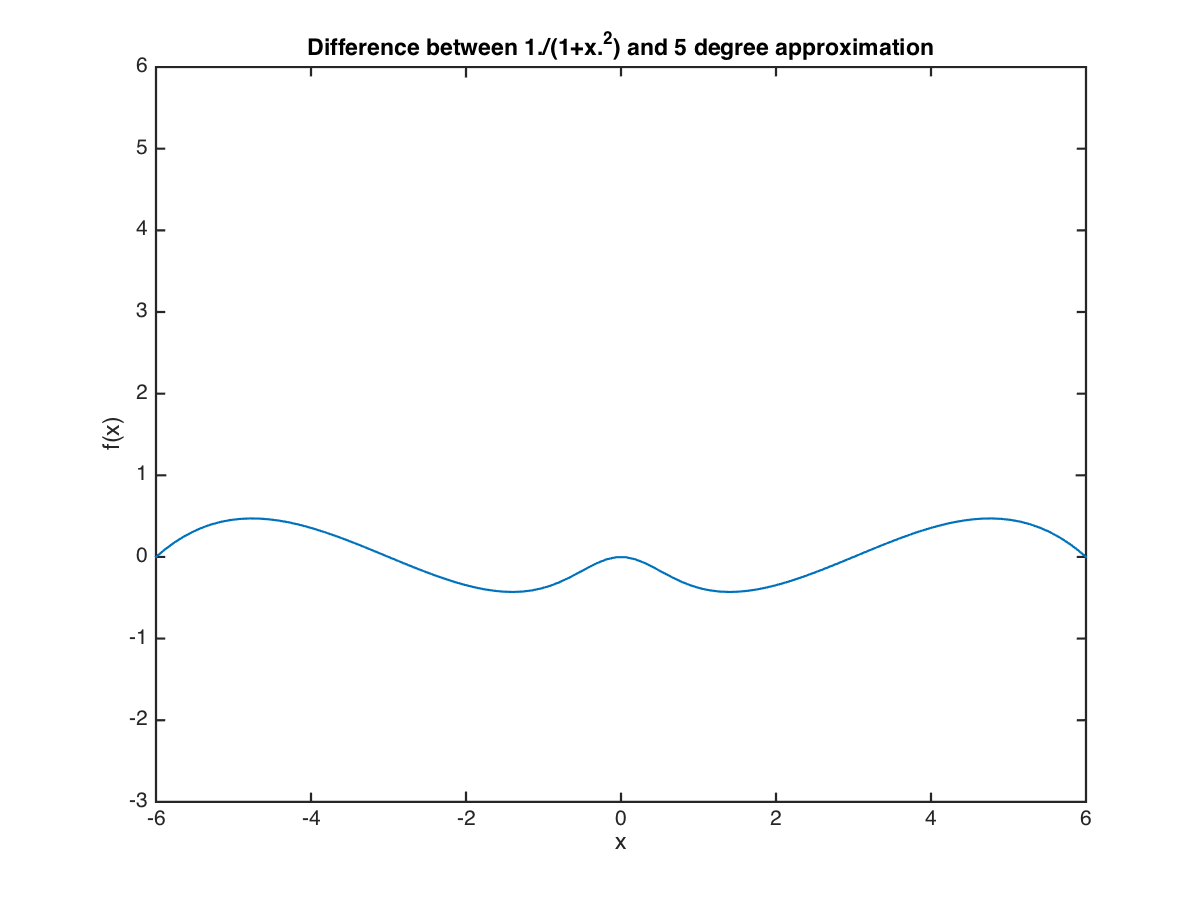 Difference between 1./(1+x.²) and 5 degree approximation
6
5
4
3
2
1
0
-1
-2
-3
f(x)
-6 -4 -2 0 2 4 6
x